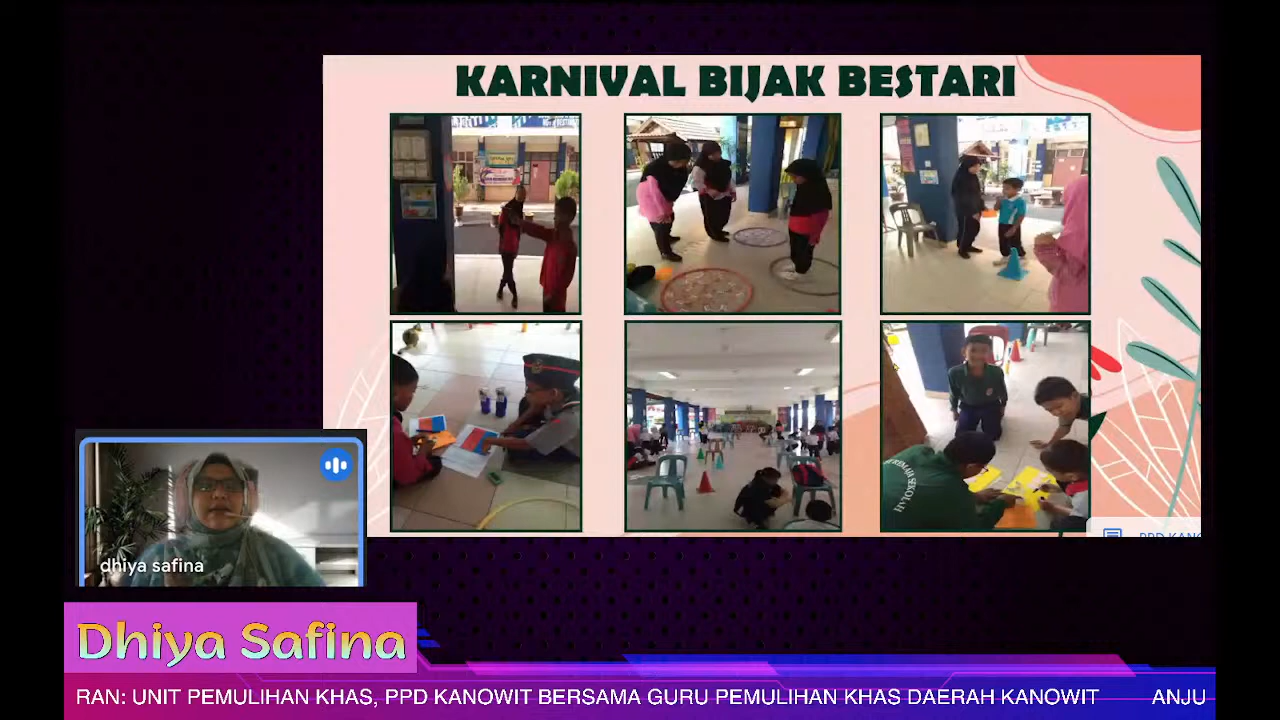 KARNIVAL BIJAK BESTARI
dhiya safina
Dhiya Safina
RAN: UNIT PEMULIHAN KHAS, PPD KANOWIT BERSAMA GURU PEMULIHAN KHAS DAERAH KANOWIT ANJU